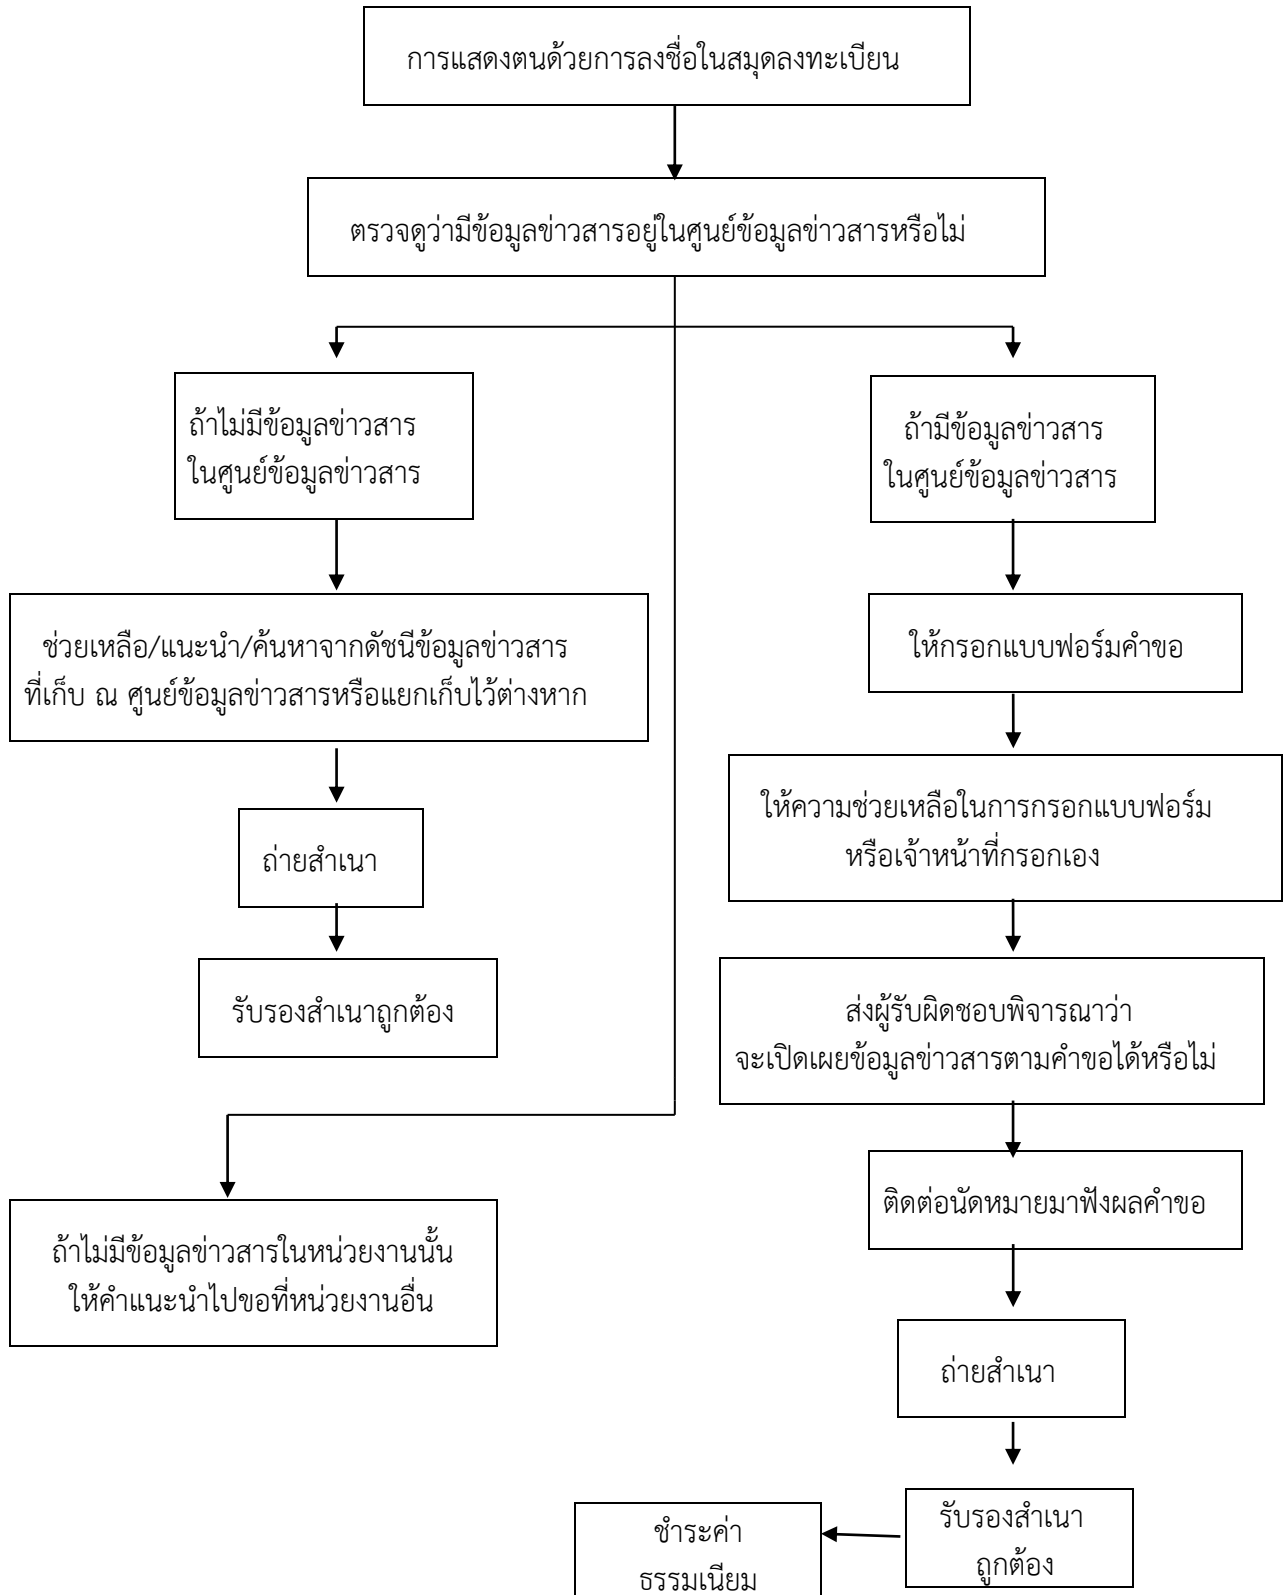 การแสดงตนด้วยการลงชื่อในสมุดลงทะเบียน
ตรวจดูว่ามีข้อมูลข่าวสารอยู่ในศูนย์ข้อมูลข่าวสารหรือไม่
ถ้าไม่มีข้อมูลข่าวสาร
ในศูนย์ข้อมูลข่าวสาร
ช่วยเหลือ/แนะนำ/ค้นหาจากดัชนีข้อมูลข่าวสาร
ที่เก็บ ณ ศูนย์ข้อมูลข่าวสารหรือแยกเก็บไว้ต่างหาก
ถ่ายสำเนา
รับรองสำเนาถูกต้อง
ถ้าไม่มีข้อมูลข่าวสารในหน่วยงานนั้น
ให้คำแนะนำไปขอที่หน่วยงานอื่น
ถ้ามีข้อมูลข่าวสาร
ในศูนย์ข้อมูลข่าวสาร
ให้กรอกแบบฟอร์มคำขอ
ให้ความช่วยเหลือในการกรอกแบบฟอร์ม
หรือเจ้าหน้าที่กรอกเอง
ส่งผู้รับผิดชอบพิจารณาว่า
จะเปิดเผยข้อมูลข่าวสารตามคำขอได้หรือไม่
ติดต่อนัดหมายมาฟังผลคำขอ
ถ่ายสำเนา
รับรองสำเนา
ถูกต้อง
ชำระค่า
ธรรมเนียม